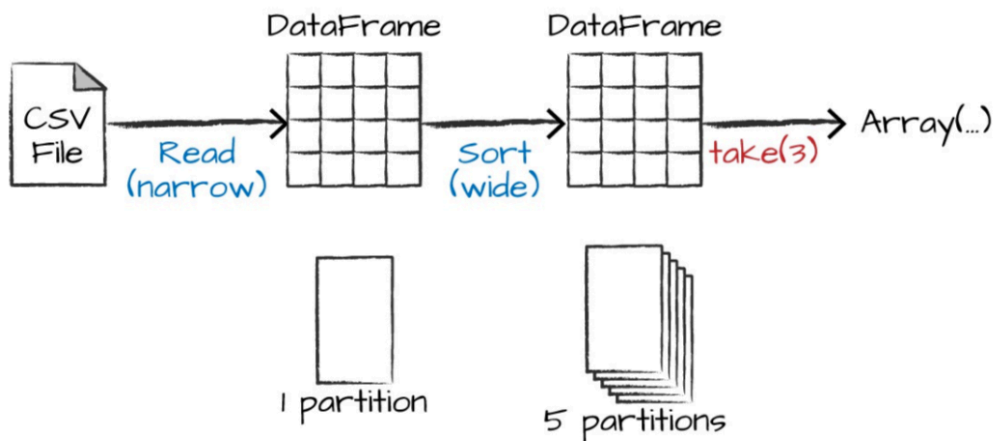 DataFrame
DataFrame
CSV
File
Read
(narrow)
Sort
(wide)
take(3)
Array(...)
1 partition
5 partitions